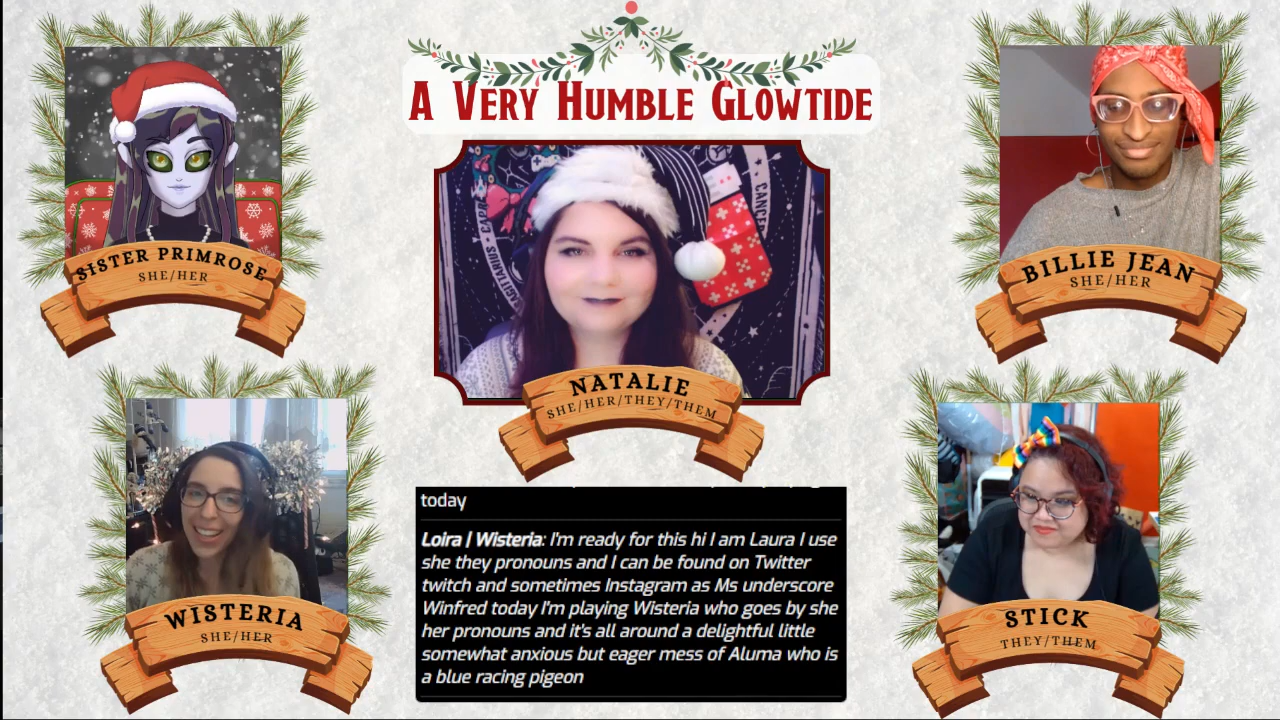 A VERY HUMBLE GLOWTIDE
SISTER PRIMROSE
SHE/HER
BILLIE JEAN
SHE/HER
CANCER
NATALIE
SHE/HER/THEY/THEM
WISTERIA
SHE/HER
STICK
THEY/THEM
today
Loira | Wisteria: I'm ready for this hi I am Laura I use
she they pronouns and I can be found on Twitter
twitch and sometimes Instagram as Ms underscore
Winfred today I'm playing Wisteria who goes by she
her pronouns and it's all around a delightful little
somewhat anxious but eager mess of Aluma who is
a blue racing pigeon